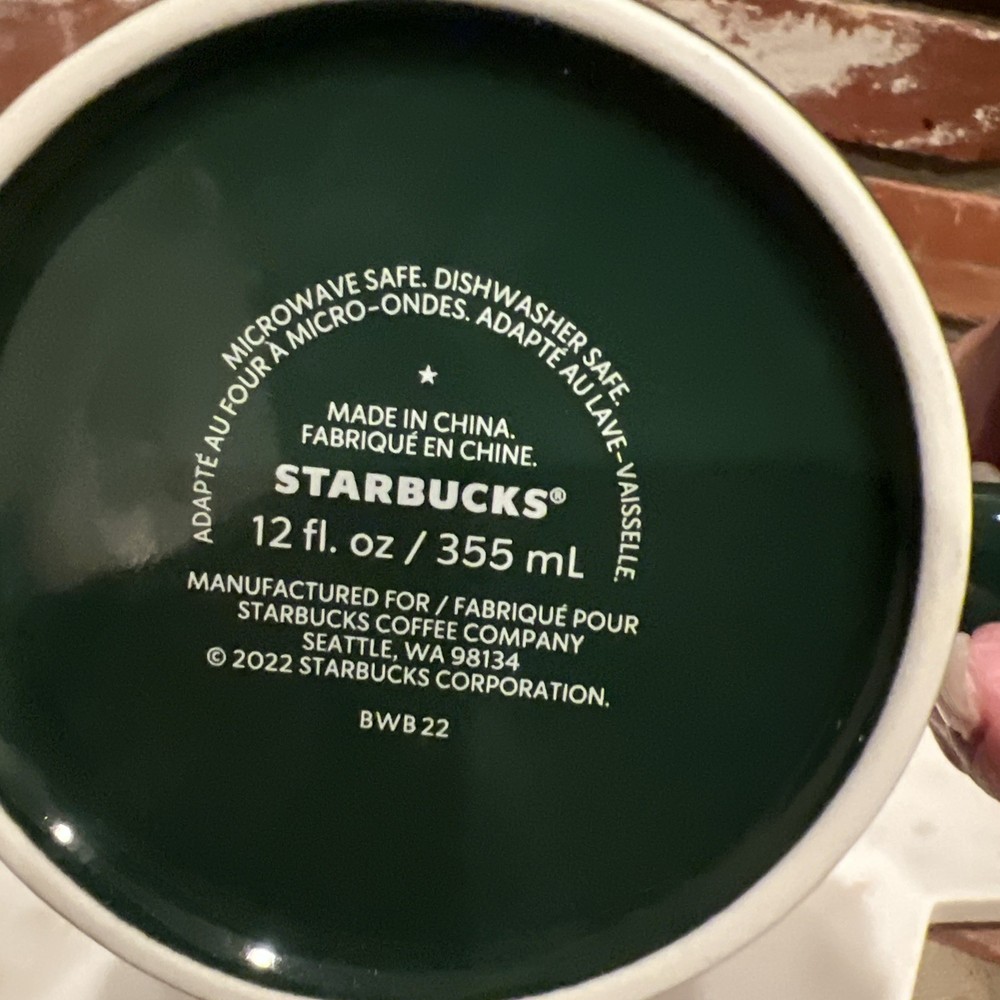 MICROWAVE SAFE. DISHWASHER SAFE.
ADAPTÉ AU FOUR À MICRO-ONDES. ADAPTÉ AU LAVE-VAISSELLE.
MADE IN CHINA.
FABRIQUÉ EN CHINE.
STARBUCKS®
12 fl. oz / 355 mL
MANUFACTURED FOR / FABRIQUÉ POUR
STARBUCKS COFFEE COMPANY
SEATTLE, WA 98134
© 2022 STARBUCKS CORPORATION.
BWB 22